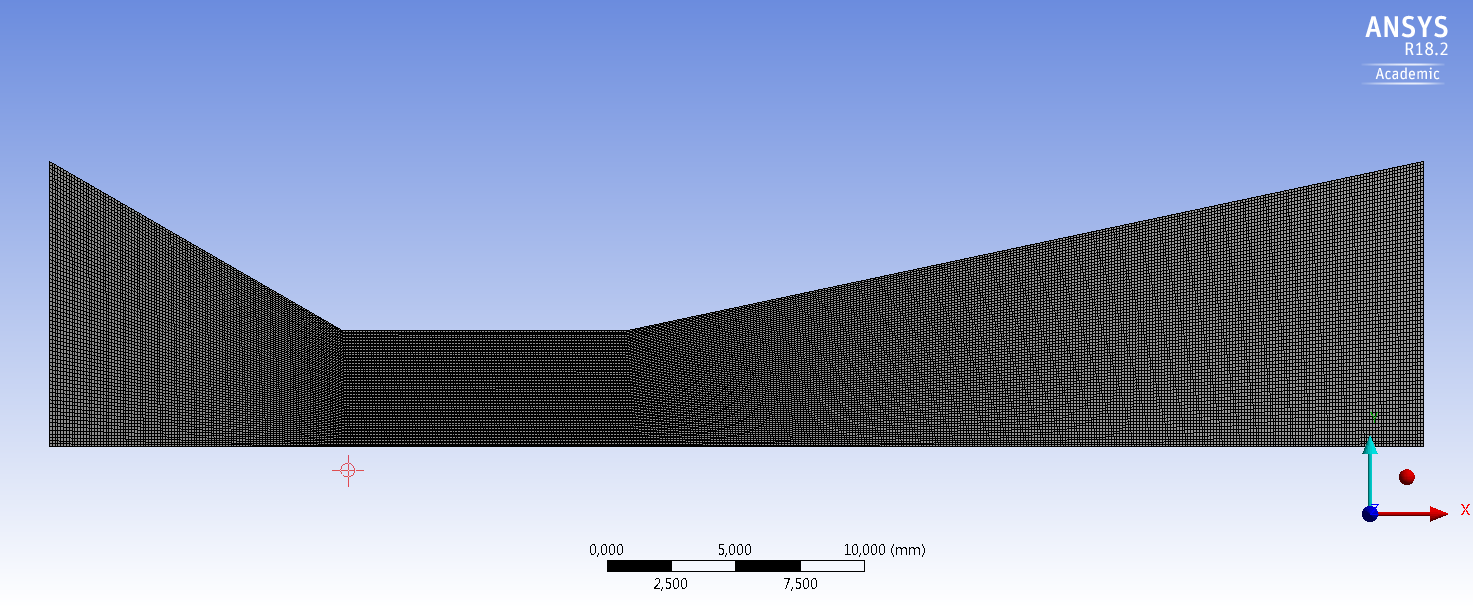 ANSYS
R18.2
Academic
Y
Z
X
0,000 5,000 10,000 (mm)
2,500 7,500